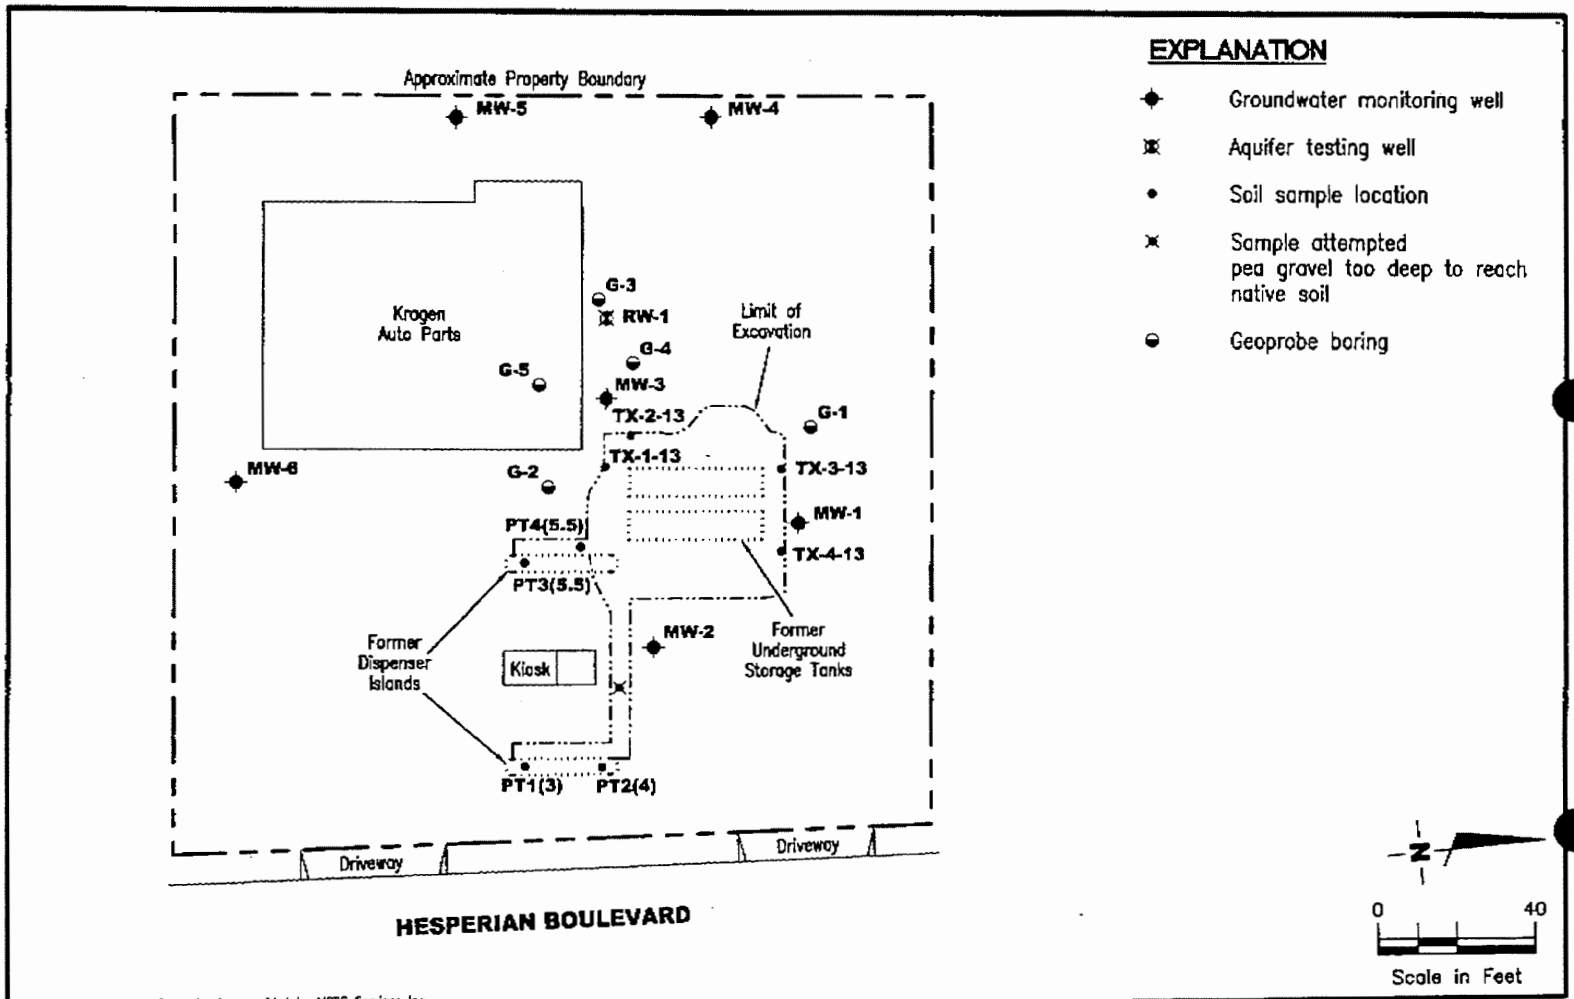 EXPLANATION
Groundwater monitoring well
Aquifer testing well
Soil sample location
Sample attempted
pea gravel too deep to reach
native soil
Geoprobe boring
Approximate Property Boundary
MW-5
MW-4
Kragen
Auto Parts
G-3
RW-1
G-4
G-5
MW-3
Limit of
Excavation
TX-2-13
G-1
TX-1-13
TX-3-13
MW-6
G-2
MW-1
PT4(5.5)
TX-4-13
PT3(5.5)
Former
Dispenser
Islands
Kiosk
MW-2
Former
Underground
Storage Tanks
PT1(3)
PT2(4)
Driveway
Driveway
HESPERIAN BOULEVARD
N
0 40
Scale in Feet